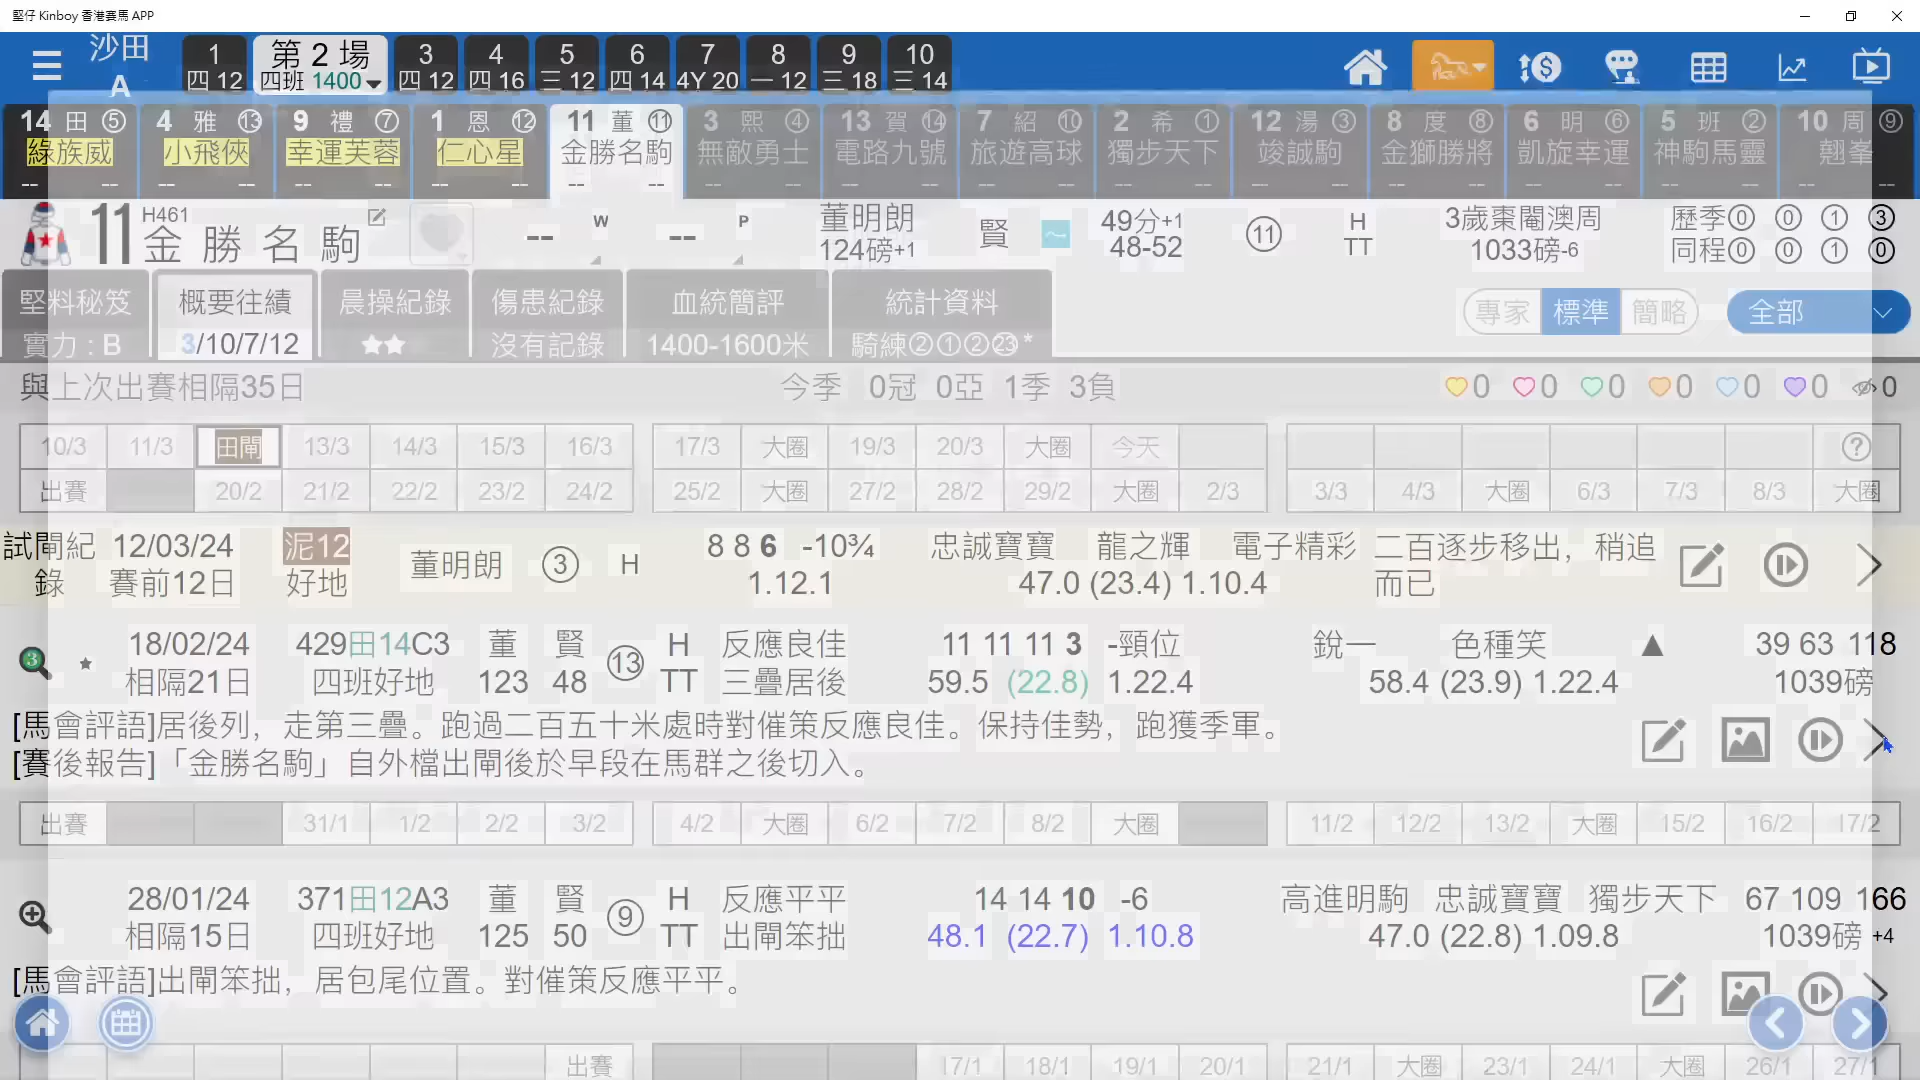 堅仔 Kinboy 香港賽馬 APP
沙田
A
1
四 12
第 2 場
四班 1400
3
四 12
4
四 16
5
三 12
6
四 14
7
4Y 20
8
一 12
9
三 18
10
三 14
14 田 ⑤
綠族威
-- --
4 雅 ⑬
小飛俠
-- --
9 禮 ⑦
幸運芙蓉
-- --
1 恩 ⑫
仁心星
-- --
11 董 ⑪
金勝名駒
-- --
3 熙 ④
無敵勇士
-- --
13 賀 ⑭
電路九號
-- --
7 紹 ⑩
旅遊高球
-- --
2 希 ①
獨步天下
-- --
12 湯 ③
竣誠駒
-- --
8 度 ⑧
金獅勝將
-- --
6 明 ⑥
凱旋幸運
-- --
5 班 ②
神駒馬靈
-- --
10 周 ⑨
翹峯
-- --
11 H461
金勝名駒
-- W -- P
董明朗
124磅+1
賢
49分+1
48-52
⑪
H
TT
3歲棗閹澳周
1033磅-6
歷季⓪ ⓪ ① ③
同程⓪ ⓪ ① ⓪
堅料秘笈
實力 : B
概要往績
3/10/7/12
晨操紀錄
★★
傷患紀錄
沒有記錄
血統簡評
1400-1600米
統計資料
騎練②①②㉓*
專家 標準 簡略
全部
與上次出賽相隔35日 今季 0冠 0亞 1季 3負 0 0 0 0 0 0 0
10/3 11/3 田閘 13/3 14/3 15/3 16/3 17/3 大圈 19/3 20/3 大圈 今天 ?
出賽 20/2 21/2 22/2 23/2 24/2 25/2 大圈 27/2 28/2 29/2 大圈 2/3 3/3 4/3 大圈 6/3 7/3 8/3 大圈
試閘紀錄 12/03/24 泥12 董明朗 ③ H 8 8 6 -10¾ 忠誠寶寶 龍之輝 電子精彩 二百逐步移出，稍追
賽前12日 好地 1.12.1 47.0 (23.4) 1.10.4 而已
3 ★ 18/02/24 429田14C3 董 賢 ⑬ H 反應良佳 11 11 11 3 -頸位 銳一 色種笑 ▲ 39 63 118
相隔21日 四班好地 123 48 TT 三疊居後 59.5 (22.8) 1.22.4 58.4 (23.9) 1.22.4 1039磅
[馬會評語]居後列，走第三疊。跑過二百五十米處時對催策反應良佳。保持佳勢，跑獲季軍。
[賽後報告]「金勝名駒」自外檔出閘後於早段在馬群之後切入。
出賽 31/1 1/2 2/2 3/2 4/2 大圈 6/2 7/2 8/2 大圈 11/2 12/2 13/2 大圈 15/2 16/2 17/2
28/01/24 371田12A3 董 賢 ⑨ H 反應平平 14 14 10 -6 高進明駒 忠誠寶寶 獨步天下 67 109 166
相隔15日 四班好地 125 50 TT 出閘笨拙 48.1 (22.7) 1.10.8 47.0 (22.8) 1.09.8 1039磅 +4
[馬會評語]出閘笨拙，居包尾位置。對催策反應平平。
出賽 17/1 18/1 19/1 20/1 21/1 大圈 23/1 24/1 大圈 26/1 27/1